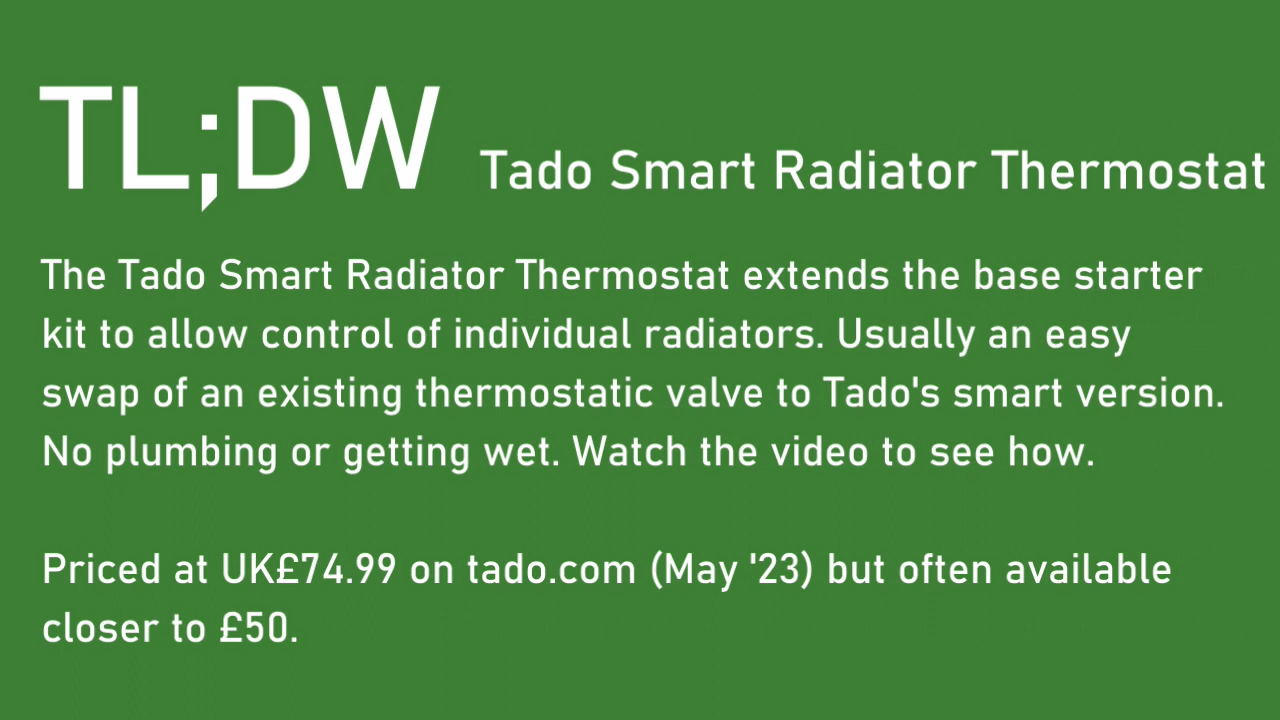 TL;DW Tado Smart Radiator Thermostat
The Tado Smart Radiator Thermostat extends the base starter
kit to allow control of individual radiators. Usually an easy
swap of an existing thermostatic valve to Tado's smart version.
No plumbing or getting wet. Watch the video to see how.
Priced at UK£74.99 on tado.com (May '23) but often available
closer to £50.